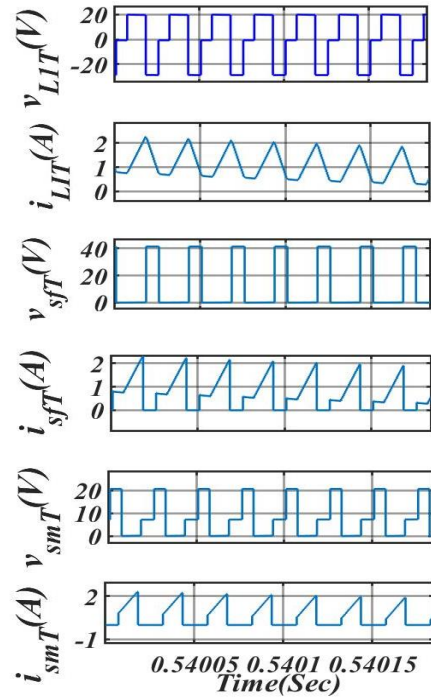 v_L1T(V)
20
0
-20
i_L1T(A)
2
1
0
v_sfT(V)
40
20
0
i_sfT(A)
2
1
0
v_smT(V)
20
10
0
i_smT(A)
2
-1
0.54005 0.5401 0.54015
Time(Sec)